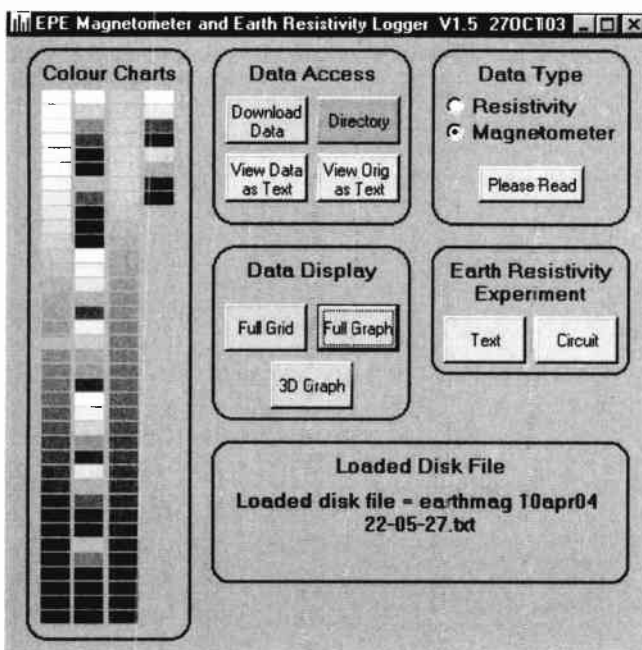 EPE Magnetometer and Earth Resistivity Logger V1.5 27OCT03
Colour Charts
Data Access
Download
Data
Directory
View Data
as Text
View Orig
as Text
Data Type
Resistivity
Magnetometer
Please Read
Data Display
Full Grid
Full Graph
3D Graph
Earth Resistivity
Experiment
Text
Circuit
Loaded Disk File
Loaded disk file = earthmag 10apr04
22-05-27.txt